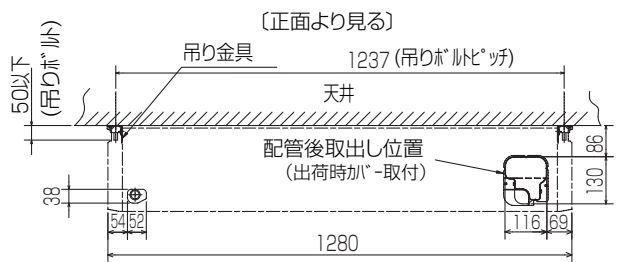 〔正面より見る〕
吊り金具
1237 (吊りﾎﾞﾙﾄﾋﾟｯﾁ)
50以下
(吊りﾎﾞﾙﾄ)
天井
86
配管後取出し位置
(出荷時ｶﾊﾞｰ取付)
130
38
54
52
116
69
1280